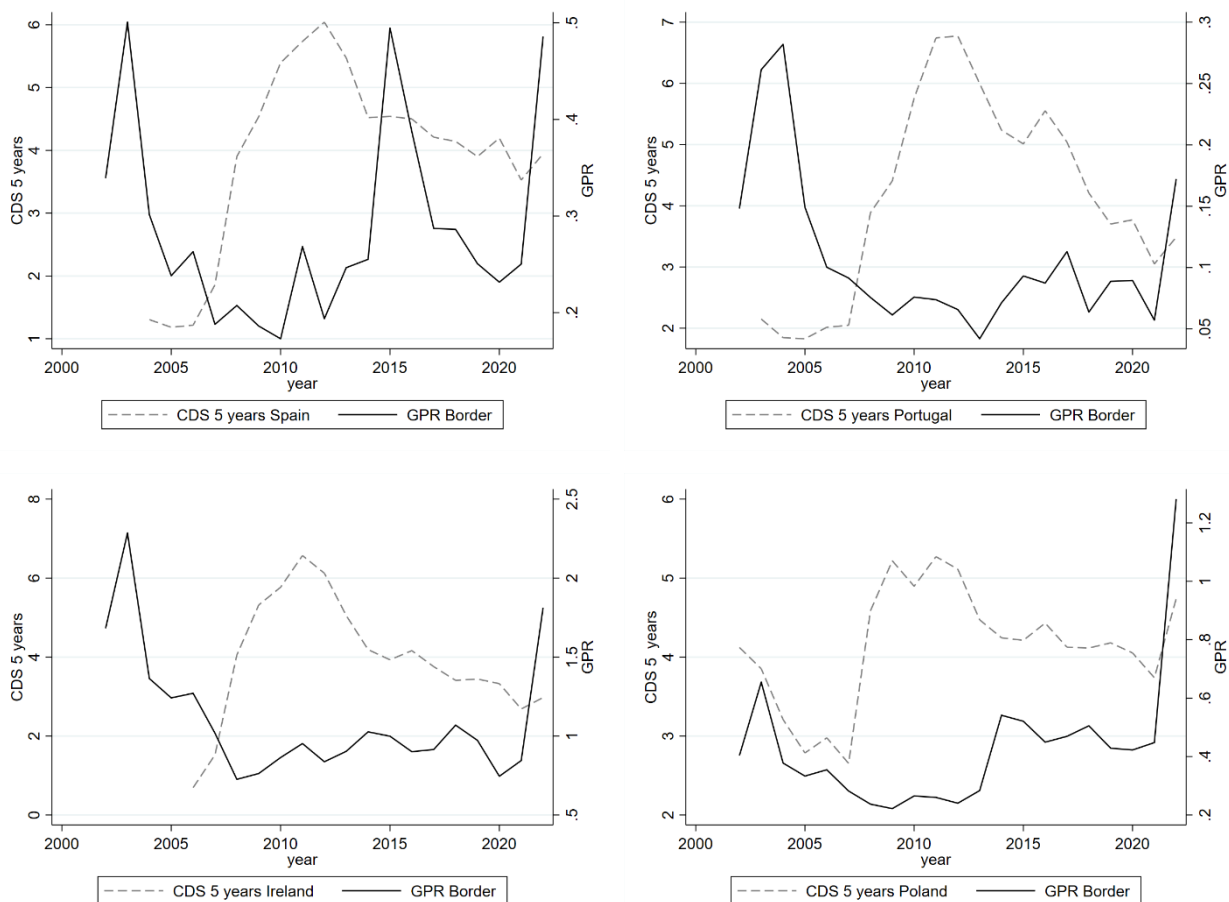 CDS 5 years
1 2 3 4 5 6
.2 .3 .4 .5
GPR
2000 2005 2010 2015 2020
year
CDS 5 years Spain GPR Border
CDS 5 years
2 3 4 5 6 7
.05 .1 .15 .2 .25 .3
GPR
2000 2005 2010 2015 2020
year
CDS 5 years Portugal GPR Border
CDS 5 years
0 2 4 6 8
.5 1 1.5 2 2.5
GPR
2000 2005 2010 2015 2020
year
CDS 5 years Ireland GPR Border
CDS 5 years
2 3 4 5 6
.2 .4 .6 .8 1 1.2
GPR
2000 2005 2010 2015 2020
year
CDS 5 years Poland GPR Border